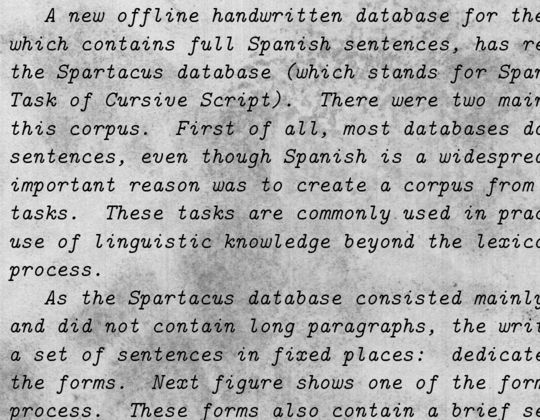 A new offline handwritten database for the
which contains full Spanish sentences, has re
the Spartacus database (which stands for Span
Task of Cursive Script). There were two main
this corpus. First of all, most databases do
sentences, even though Spanish is a widespread
important reason was to create a corpus from
tasks. These tasks are commonly used in prac
use of linguistic knowledge beyond the lexico
process.
As the Spartacus database consisted mainly
and did not contain long paragraphs, the writ
a set of sentences in fixed places: dedicate
the forms. Next figure shows one of the form
process. These forms also contain a brief se